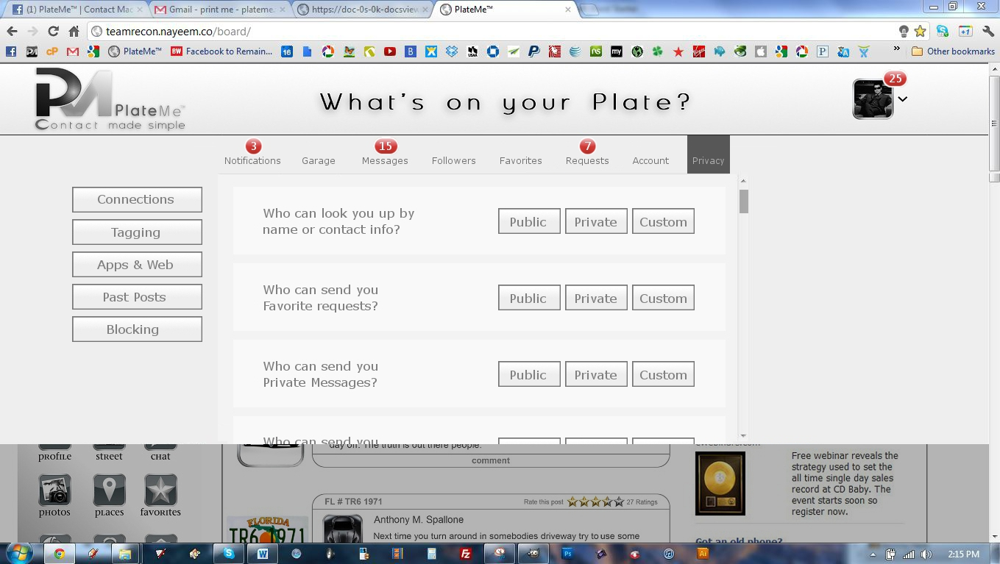 (1) PlateMe™ | Contact Mac
Gmail - print me - plateme.
https://doc-0s-0k-docsview
PlateMe™
teamrecon.nayeem.co/board/
PlateMe™
BW Facebook to Remain...
16
Other bookmarks
PM PlateMe™
Contact made simple
What's on your Plate?
25
3
15
7
Notifications
Garage
Messages
Followers
Favorites
Requests
Account
Privacy
Connections
Tagging
Apps & Web
Past Posts
Blocking
Who can look you up by
name or contact info?
Public
Private
Custom
Who can send you
Favorite requests?
Public
Private
Custom
Who can send you
Private Messages?
Public
Private
Custom
Who can send you
day off. The truth is out there people.
comment
profile
street
chat
photos
places
favorites
FL # TR6 1971
Rate this post
27 Ratings
FLORIDA
TR6 1971
Anthony M. Spallone
Next time you turn around in somebodies driveway try to use some
Free webinar reveals the
strategy used to set the
all time single day sales
record at CD Baby. The
event starts soon so
register now.
Got an old phone?
2:15 PM